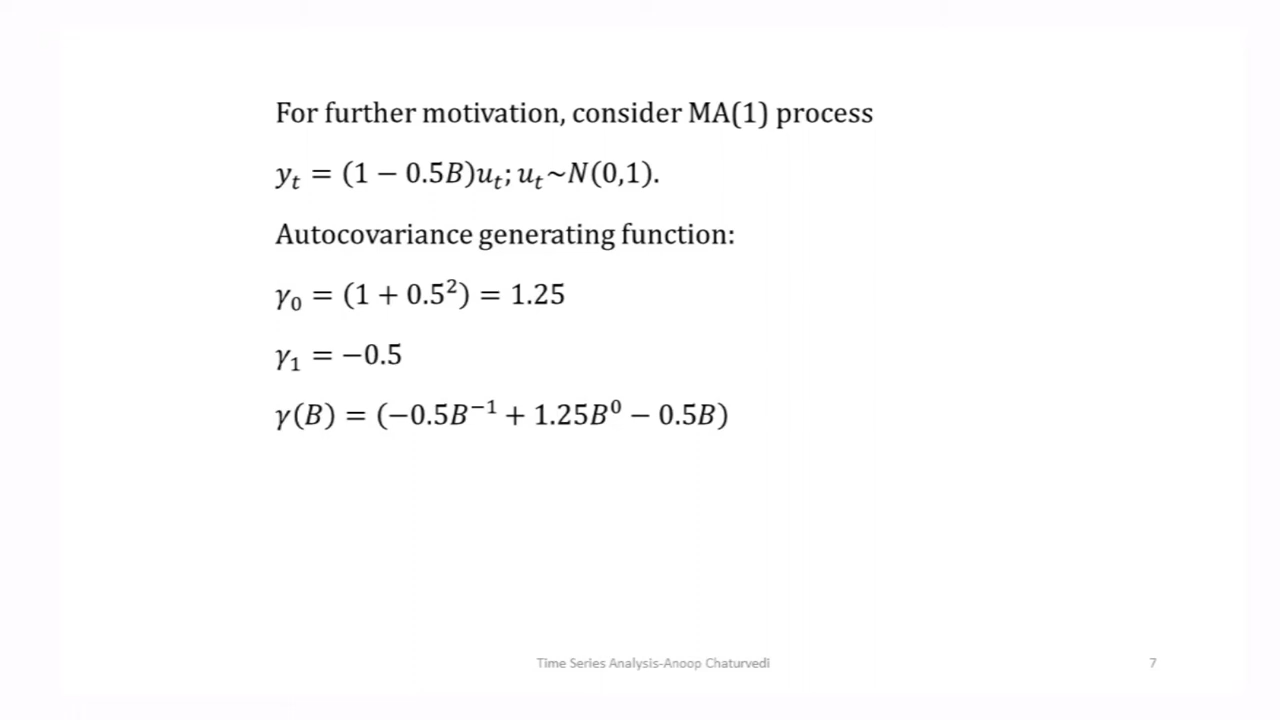 For further motivation, consider MA(1) process
𝑦ₜ = (1 − 0.5𝐵)𝑢ₜ; 𝑢ₜ~𝑁(0,1).
Autocovariance generating function:
𝛾₀ = (1 + 0.5²) = 1.25
𝛾₁ = −0.5
𝛾(𝐵) = (−0.5𝐵⁻¹ + 1.25𝐵⁰ − 0.5𝐵)
Time Series Analysis-Anoop Chaturvedi
7